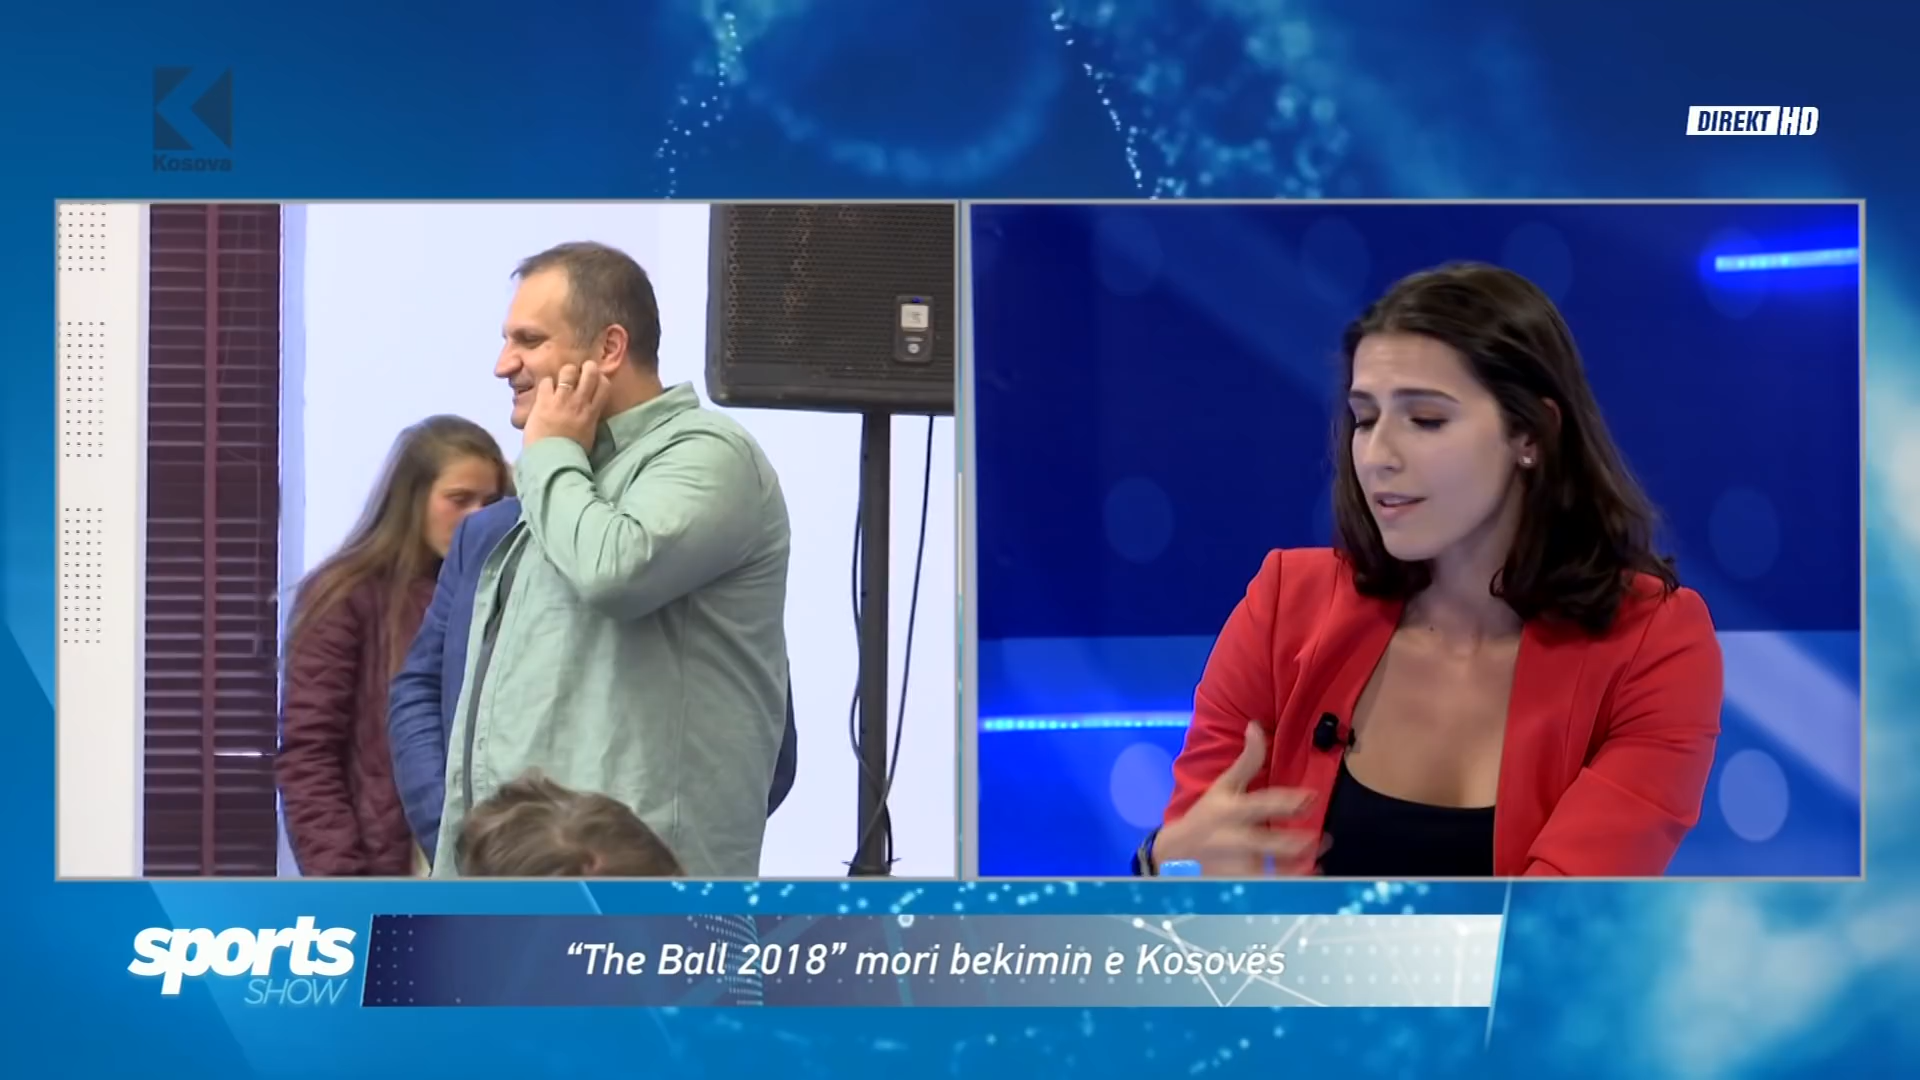 Kosova
DIREKT HD
sports
SHOW
“The Ball 2018” mori bekimin e Kosovës